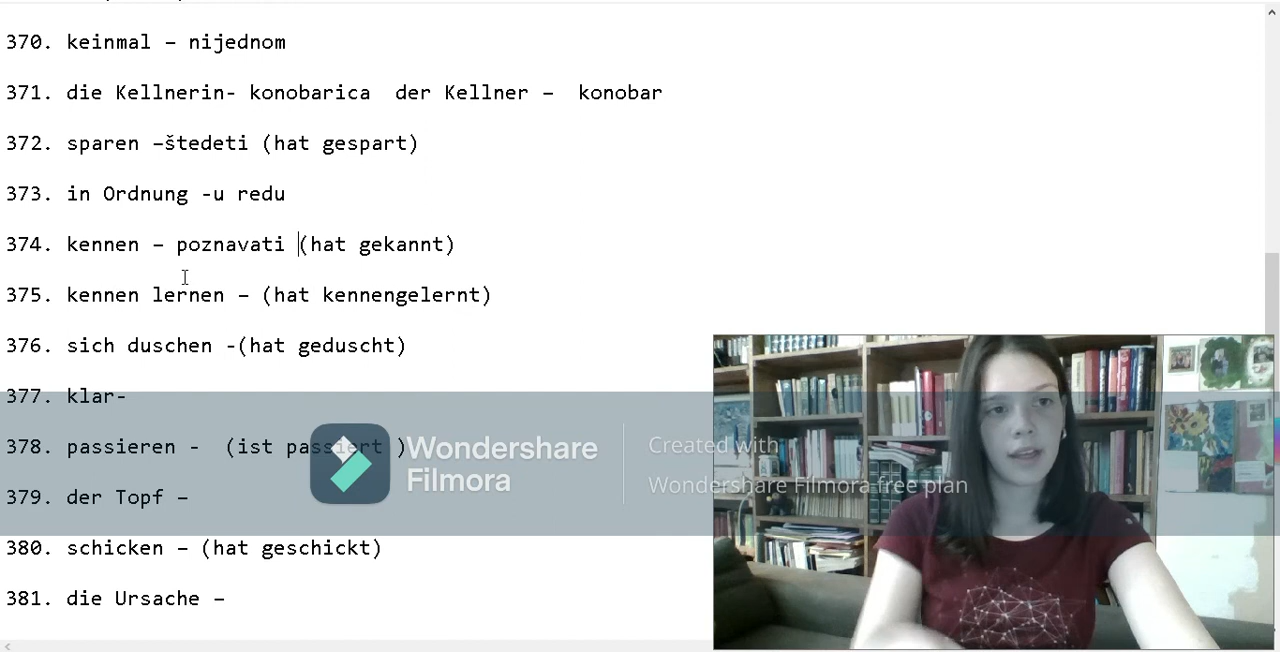 370. keinmal – nijednom
371. die Kellnerin- konobarica  der Kellner –  konobar
372. sparen –štedeti (hat gespart)
373. in Ordnung -u redu
374. kennen – poznavati (hat gekannt)
375. kennen lernen – (hat kennengelernt)
376. sich duschen -(hat geduscht)
377. klar-
378. passieren -  (ist passiert )
379. der Topf –
380. schicken – (hat geschickt)
381. die Ursache –
Wondershare
Filmora
Created with
Wondershare Filmora free plan